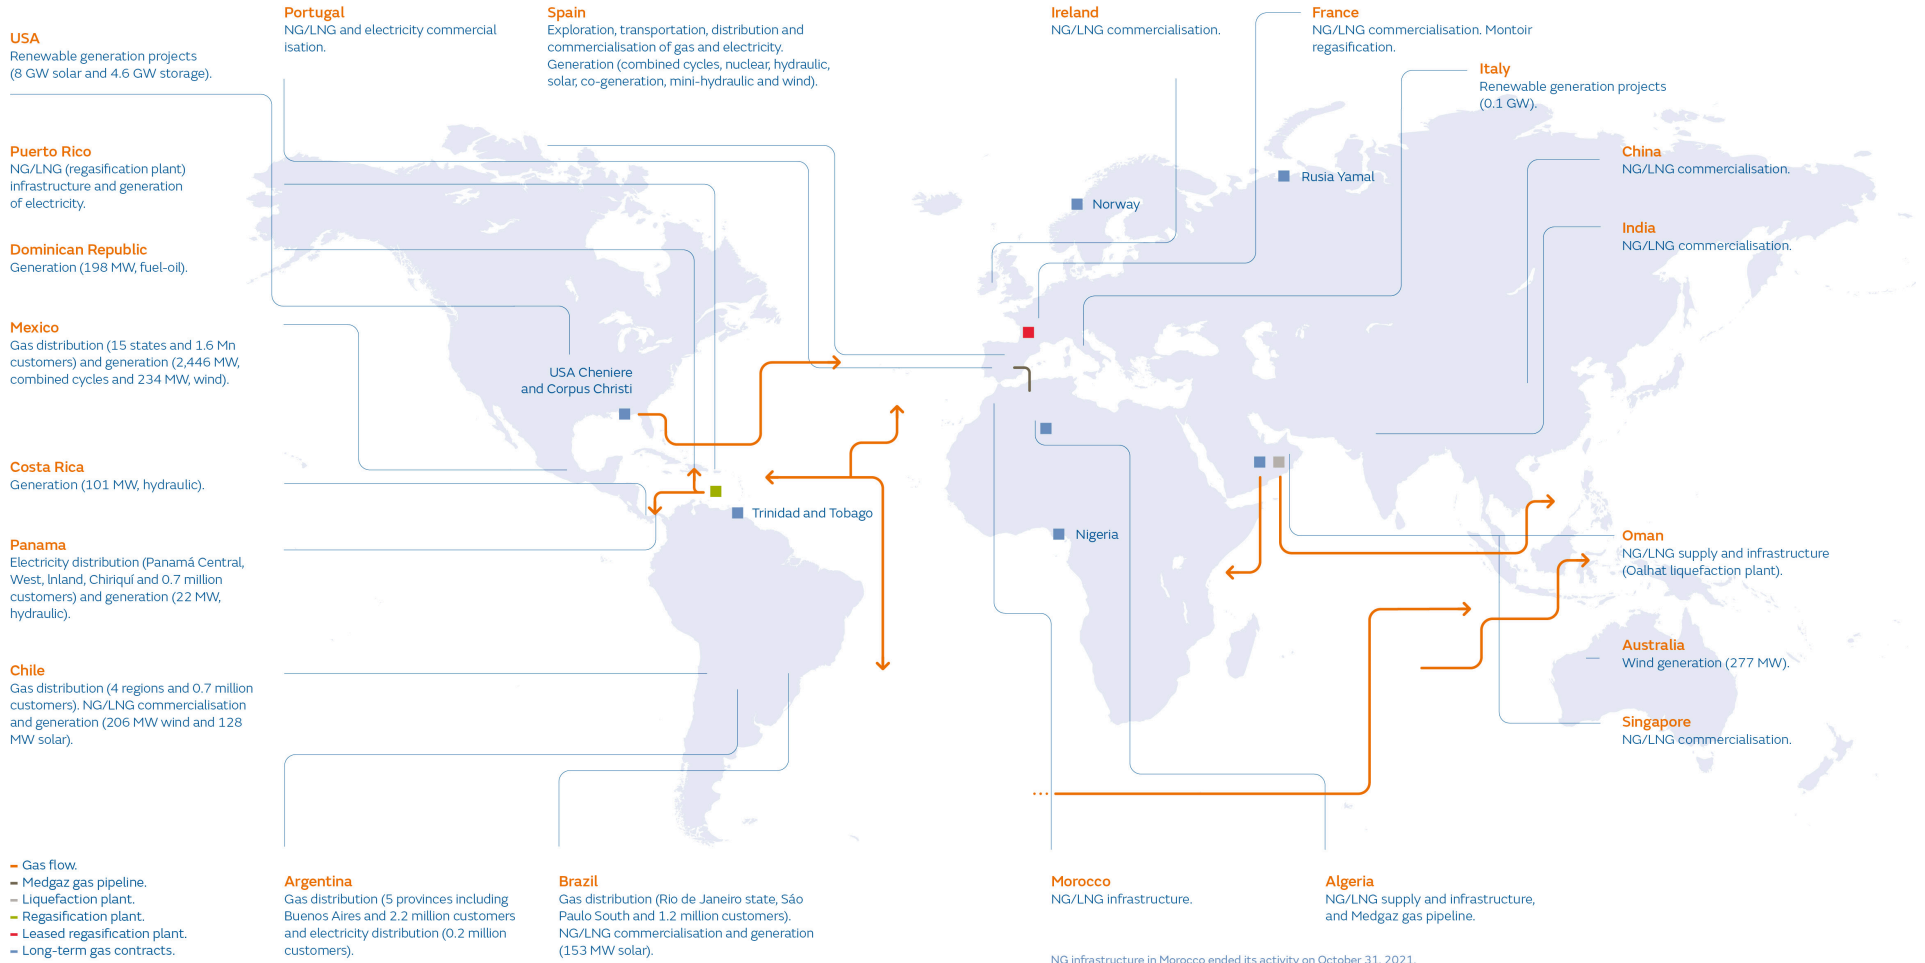 USA
Renewable generation projects
(8 GW solar and 4.6 GW storage).
Portugal
NG/LNG and electricity commercial
isation.
Spain
Exploration, transportation, distribution and
commercialisation of gas and electricity.
Generation (combined cycles, nuclear, hydraulic,
solar, co-generation, mini-hydraulic and wind).
Ireland
NG/LNG commercialisation.
France
NG/LNG commercialisation. Montoir
regasification.
Italy
Renewable generation projects
(0.1 GW).
Puerto Rico
NG/LNG (regasification plant)
infrastructure and generation
of electricity.
China
NG/LNG commercialisation.
Rusia Yamal
Norway
India
NG/LNG commercialisation.
Dominican Republic
Generation (198 MW, fuel-oil).
Mexico
Gas distribution (15 states and 1.6 Mn
customers) and generation (2,446 MW,
combined cycles and 234 MW, wind).
USA Cheniere
and Corpus Christi
Costa Rica
Generation (101 MW, hydraulic).
Trinidad and Tobago
Nigeria
Panama
Electricity distribution (Panamá Central,
West, lnland, Chiriquí and 0.7 million
customers) and generation (22 MW,
hydraulic).
Oman
NG/LNG supply and infrastructure
(Oalhat liquefaction plant).
Australia
Wind generation (277 MW).
Chile
Gas distribution (4 regions and 0.7 million
customers). NG/LNG commercialisation
and generation (206 MW wind and 128
MW solar).
Singapore
NG/LNG commercialisation.
Gas flow.
Medgaz gas pipeline.
Liquefaction plant.
Regasification plant.
Leased regasification plant.
Long-term gas contracts.
Argentina
Gas distribution (5 provinces including
Buenos Aires and 2.2 million customers
and electricity distribution (0.2 million
customers).
Brazil
Gas distribution (Rio de Janeiro state, Sáo
Paulo South and 1.2 million customers).
NG/LNG commercialisation and generation
(153 MW solar).
Morocco
NG/LNG infrastructure.
Algeria
NG/LNG supply and infrastructure,
and Medgaz gas pipeline.
NG infrastructure in Morocco ended its activity on October 31, 2021.